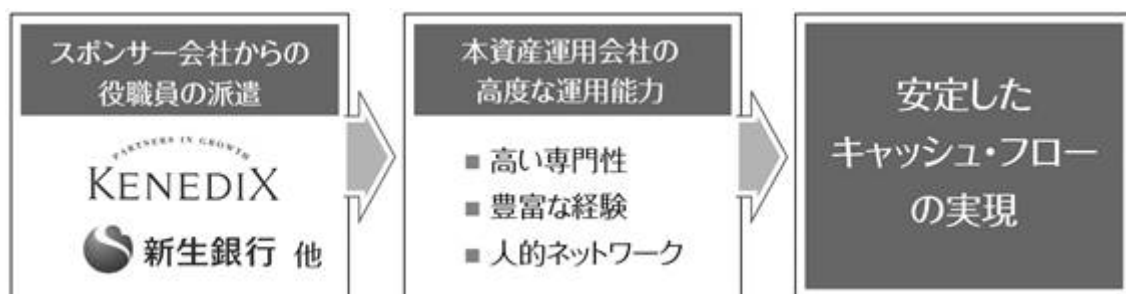 スポンサー会社からの
役職員の派遣
PARTNERS IN GROWTH
KENEDIX
新生銀行 他
本資産運用会社の
高度な運用能力
■ 高い専門性
■ 豊富な経験
■ 人的ネットワーク
安定した
キャッシュ・フロー
の実現